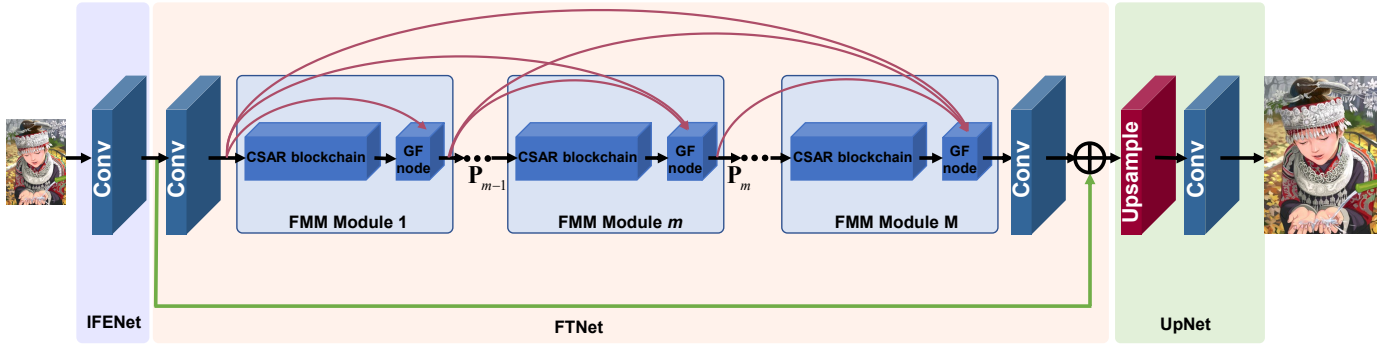 Conv
Conv
CSAR blockchain
GF
node
FMM Module 1
P m−1
CSAR blockchain
GF
node
FMM Module m
P m
CSAR blockchain
GF
node
FMM Module M
Conv
Upsample
Conv
IFENet
FTNet
UpNet